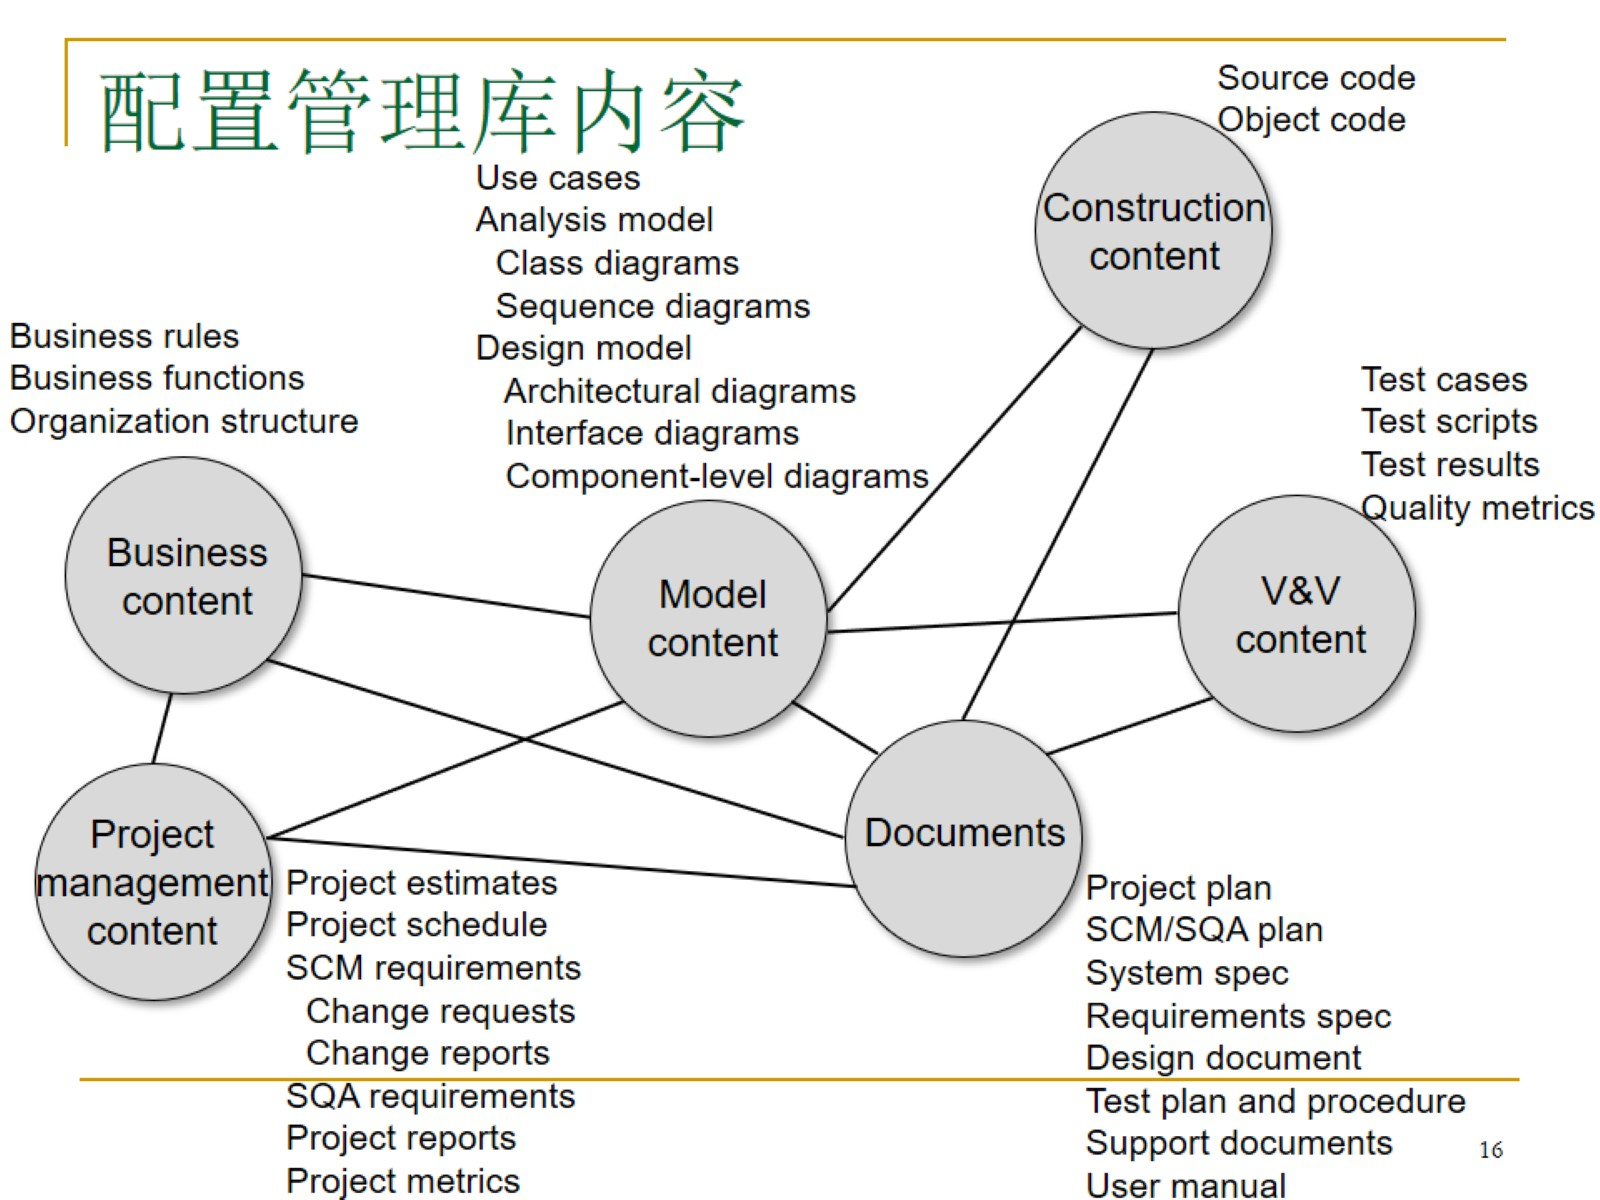 配置管理库内容
Source code
Object code
Construction
content
Use cases
Analysis model
Class diagrams
Sequence diagrams
Design model
Architectural diagrams
Interface diagrams
Component-level diagrams
Business rules
Business functions
Organization structure
Test cases
Test scripts
Test results
Quality metrics
Business
content
Model
content
V&V
content
Project
management
content
Documents
Project estimates
Project schedule
SCM requirements
Change requests
Change reports
SQA requirements
Project reports
Project metrics
Project plan
SCM/SQA plan
System spec
Requirements spec
Design document
Test plan and procedure
Support documents
User manual
16